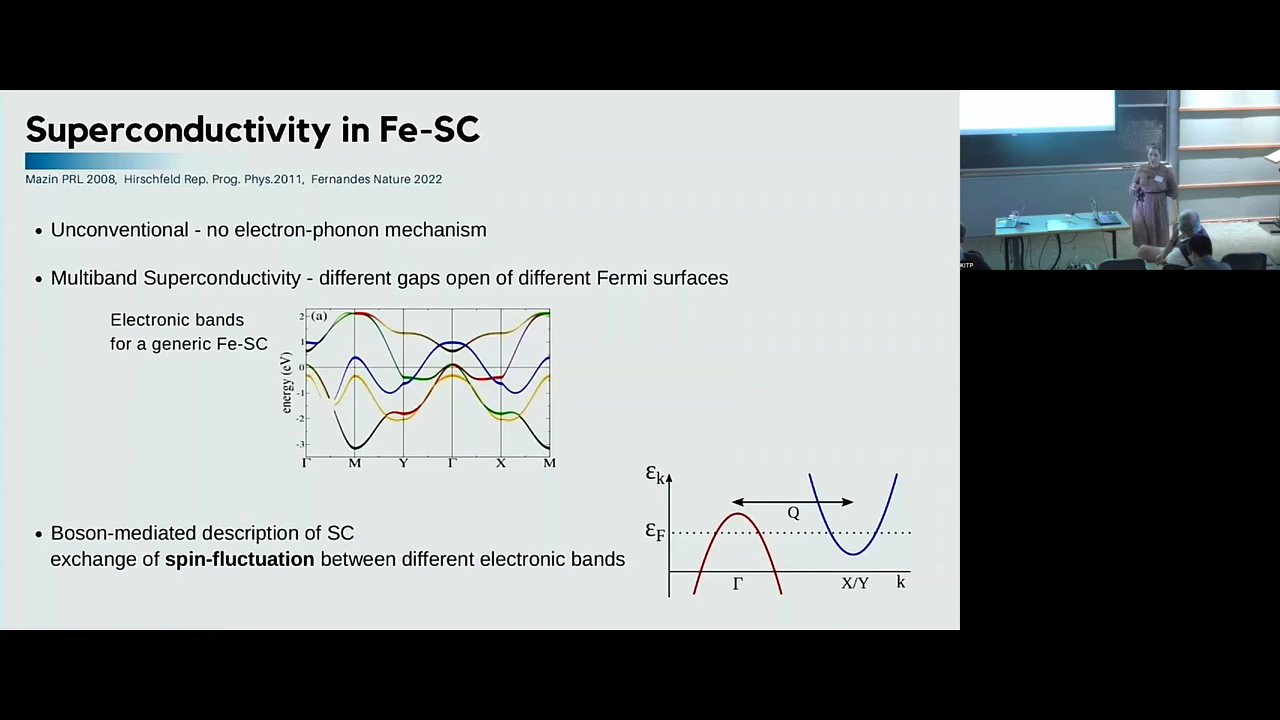 Superconductivity in Fe-SC
Mazin PRL 2008, Hirschfeld Rep. Prog. Phys.2011, Fernandes Nature 2022
• Unconventional - no electron-phonon mechanism
• Multiband Superconductivity - different gaps open of different Fermi surfaces
Electronic bands
for a generic Fe-SC
(a)
energy (eV)
2
1
0
-1
-2
-3
Γ M Y Γ X M
• Boson-mediated description of SC
exchange of spin-fluctuation between different electronic bands
εk
Q
εF
Γ X/Y k
KITP